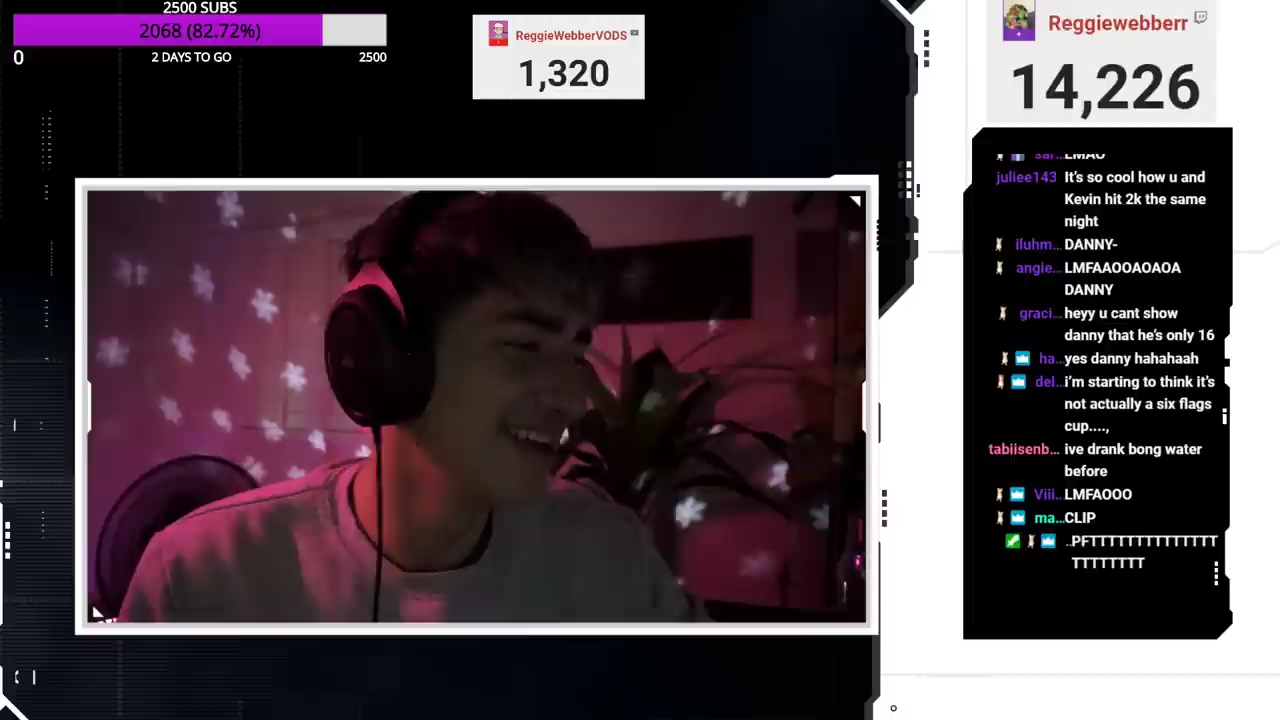 2500 SUBS
2068 (82.72%)
0
2 DAYS TO GO
2500
ReggieWebberVODS
1,320
Reggiewebberr
14,226
LMAO
juliee143 It's so cool how u and
Kevin hit 2k the same
night
iluhm… DANNY-
angie… LMFAAOOAOAOA
DANNY
graci… heyy u cant show
danny that he's only 16
ha… yes danny hahahaah
del… i'm starting to think it's
not actually a six flags
cup....,
tabiisenb… ive drank bong water
before
Viii… LMFAOOO
ma… CLIP
..PFTTTTTTTTTTTTTTT
TTTTTTTT